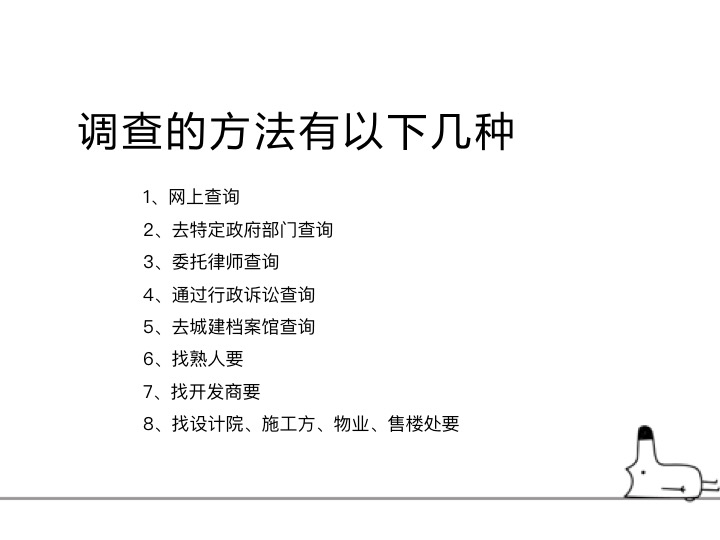 调查的方法有以下几种
1、网上查询
2、去特定政府部门查询
3、委托律师查询
4、通过行政诉讼查询
5、去城建档案馆查询
6、找熟人要
7、找开发商要
8、找设计院、施工方、物业、售楼处要